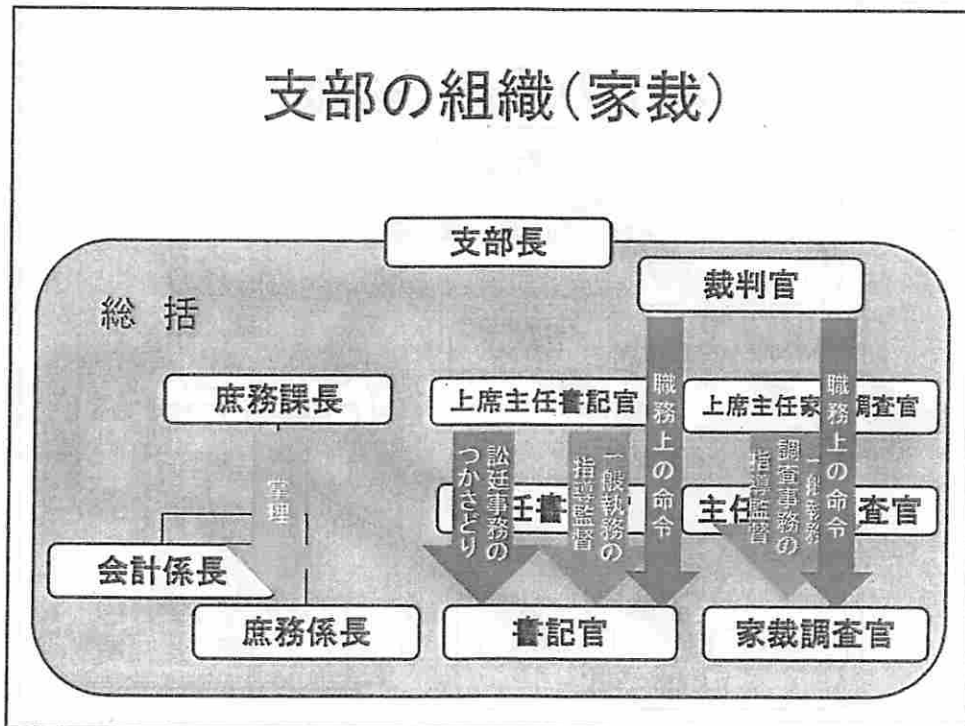 支部の組織(家裁)
支部長
裁判官
総 括
庶務課長
上席主任書記官
上席主任家 調査官
掌理
訟廷事務の
つかさどり
一般執務の
指導監督
職務上の命令
調査事務の
一般執務
指導監督
職務上の命令
任書 官
主任 査官
会計係長
庶務係長
書記官
家裁調査官